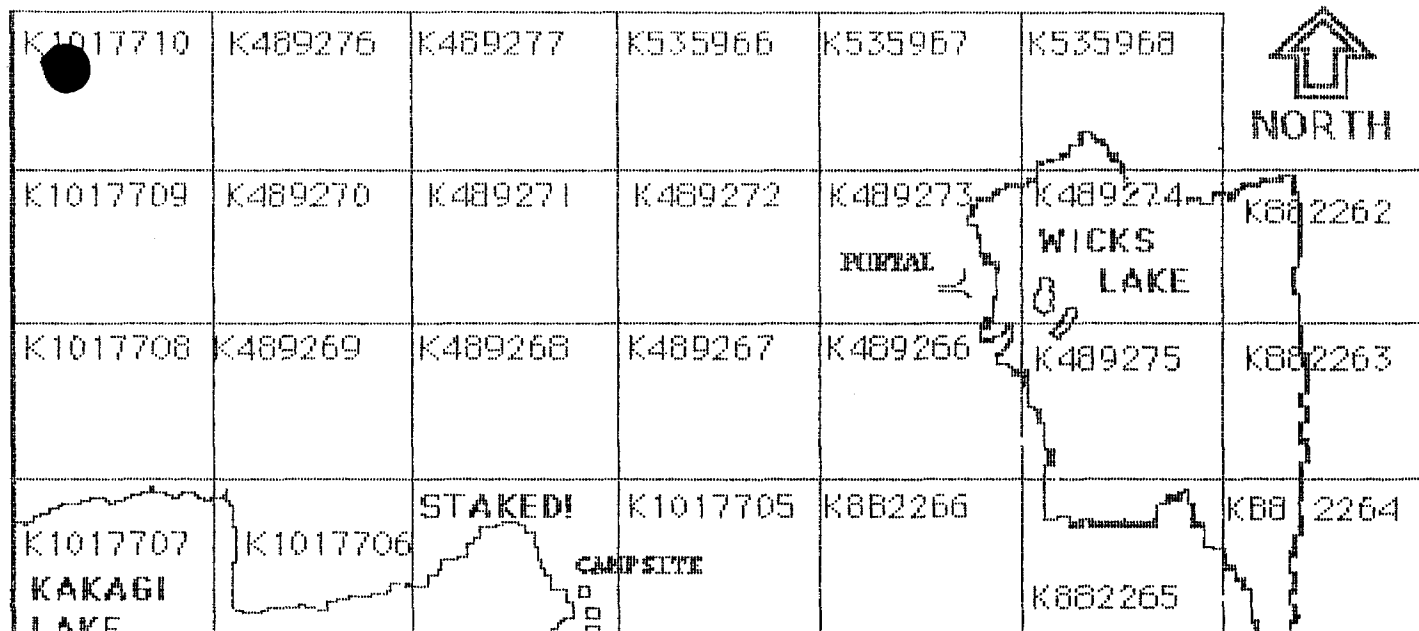 K1017710 K489276 K489277 K535966 K535967 K535968
NORTH
K1017709 K489270 K489271 K489272 K489273 K489274 K882262
WICKS
PORTAL
LAKE
K1017708 K489269 K489268 K489267 K489266 K489275 K882263
STAKED! K1017705 K882266 K882264
K1017707 K1017706
CAMPSITE
KAKAGI K882265
LAKE